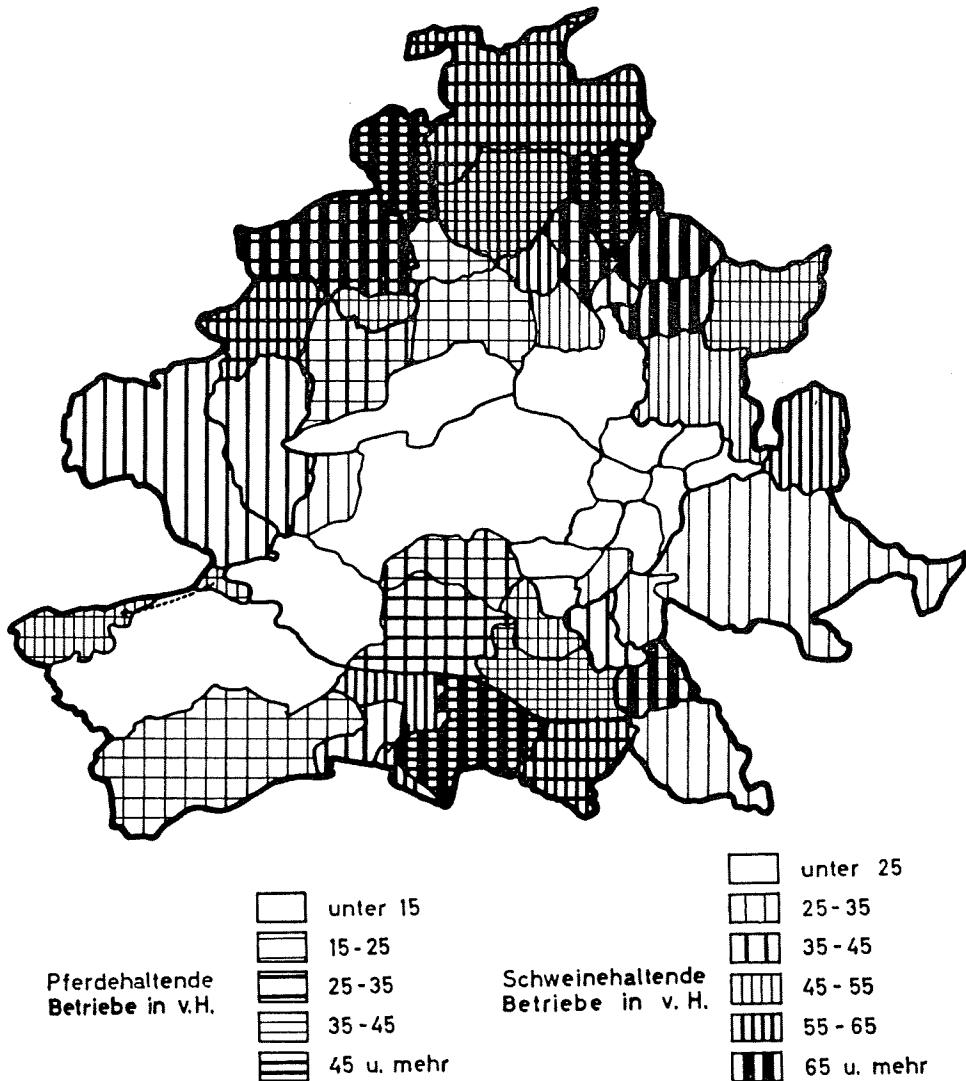 Pferdehaltende
Betriebe in v.H.
unter 15
15-25
25-35
35-45
45 u. mehr
Schweinehaltende
Betriebe in v. H.
unter 25
25-35
35-45
45-55
55-65
65 u. mehr